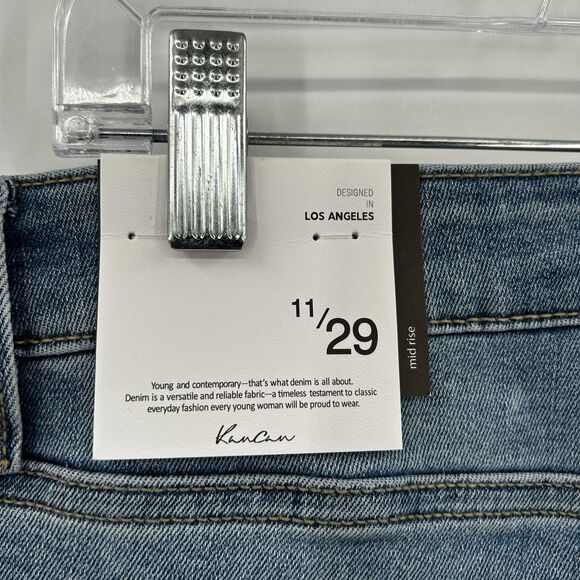 DESIGNED
IN
LOS ANGELES
11/29
mid rise
Young and contemporary—that's what denim is all about.
Denim is a versatile and reliable fabric—a timeless testament to classic
everyday fashion every young woman will be proud to wear.
KanCan